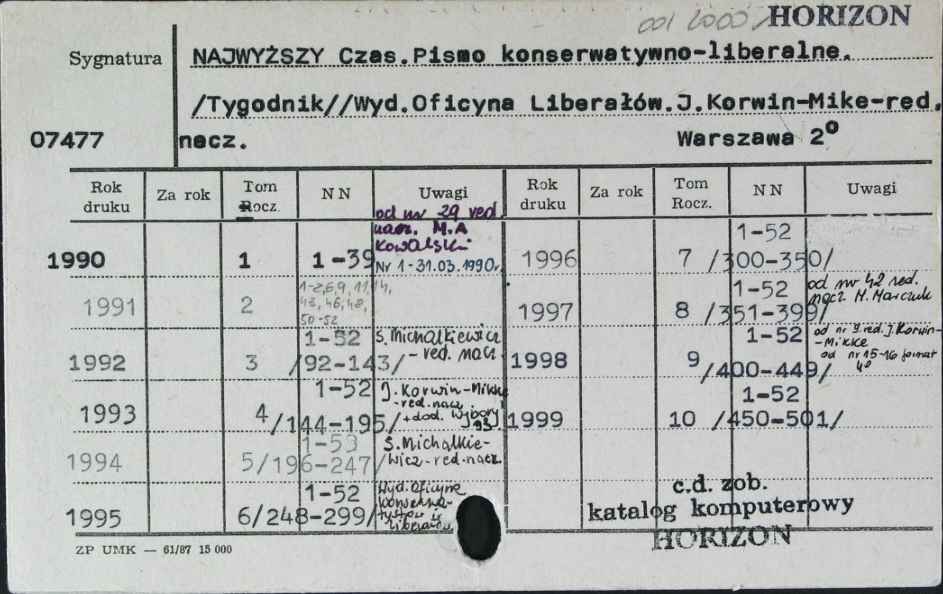 001 2000 HORIZON
Sygnatura
NAJWYŻSZY Czas.Pismo konserwatywno-liberalne.
/Tygodnik//Wyd.Oficyna Liberałów.J.Korwin-Mike-red.
07477 necz. Warszawa 2°
Rok druku Za rok Tom Rocz. NN Uwagi Rok druku Za rok Tom Rocz. NN Uwagi
od nr 29 red.
nacz. M.A
Kowalski
1990 1 1-39 Nr 1-31.03.1990r.
1996 7 1-52 /300-350/
1991 2 1-2,6,9,11,14,
43,46,48,
50-52
1997 8 1-52 /351-399/ od nr 42 red.
nacz M. Marczuk
1992 3 1-52 /92-143/ S. Michalkiewicz
- red. nacz.
1998 9 1-52 /400-449/ od nr 9 red. J. Korwin-
-Mikke
od nr 15-16 format
4°
1993 4 1-52 /144-195/ J. Korwin-Mikke
-red. nacz.
+dod. Wybory
93
1999 10 1-52 /450-501/
1994 5 1-53 /196-247/ S. Michalkie-
wicz-red. nacz.
1995 6 1-52 /248-299/ Wyd. Oficyna
Konserwa-
tystów i
Liberałów
c.d. zob.
katalog komputerowy
HORIZON
ZP UMK — 61/87 15 000